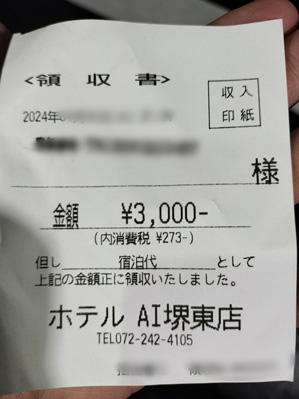 <領収書>
収入
印紙
2024年
様
金額 ¥3,000-
(内消費税 ¥273-)
但し 宿泊代 として
上記の金額正に領収いたしました。
ホテル AI堺東店
TEL072-242-4105